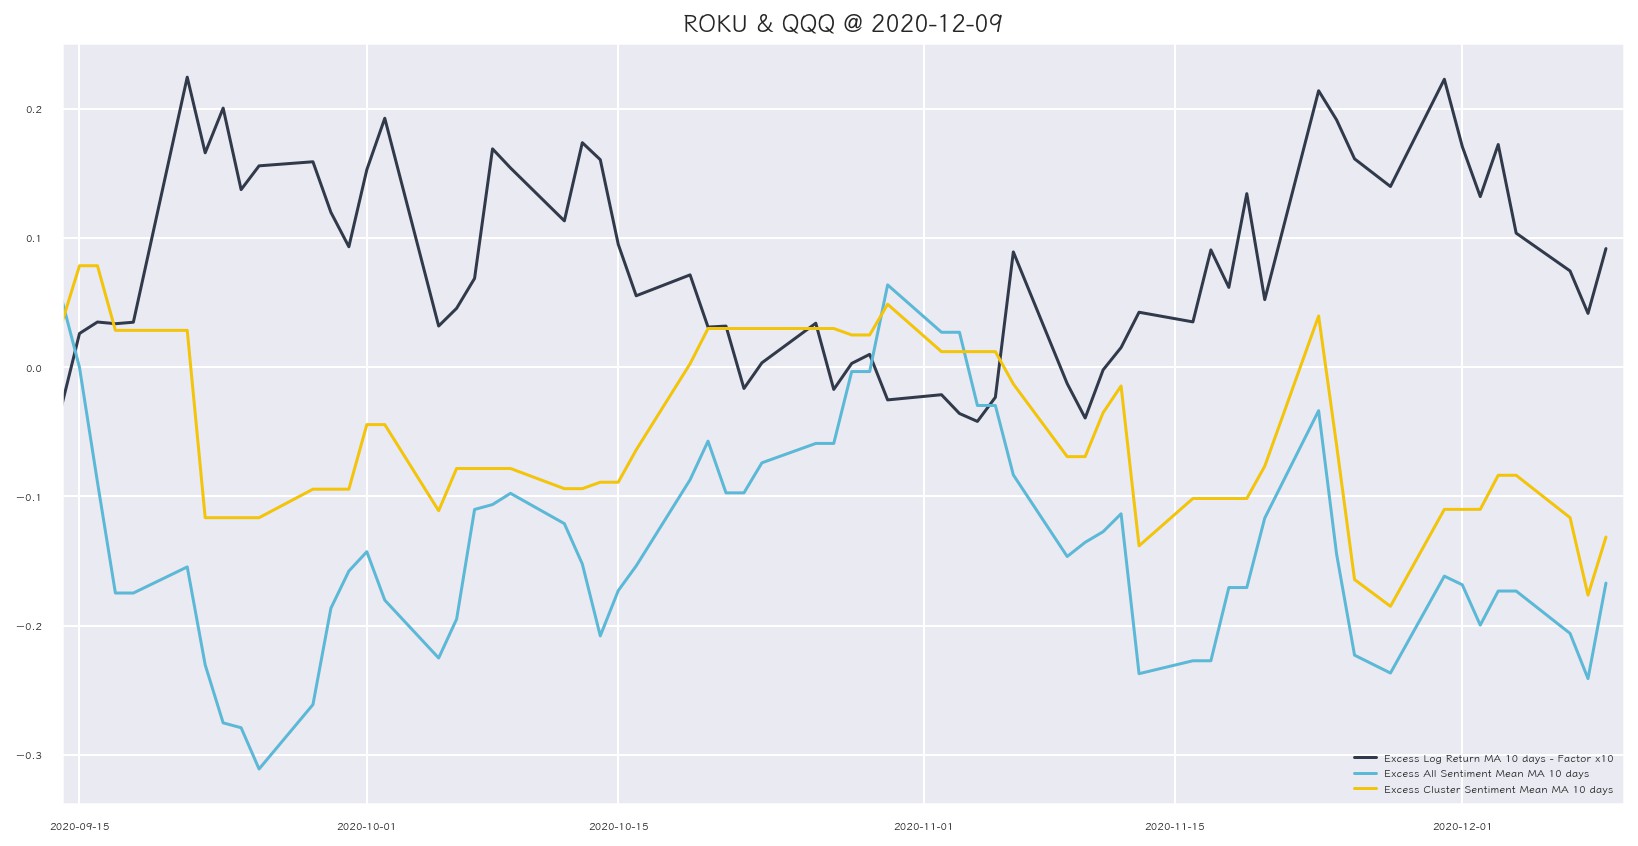 ROKU & QQQ @ 2020-12-09
0.2
0.1
0.0
−0.1
−0.2
−0.3
Excess Log Return MA 10 days - Factor x10
Excess All Sentiment Mean MA 10 days
Excess Cluster Sentiment Mean MA 10 days
2020-09-15 2020-10-01 2020-10-15 2020-11-01 2020-11-15 2020-12-01